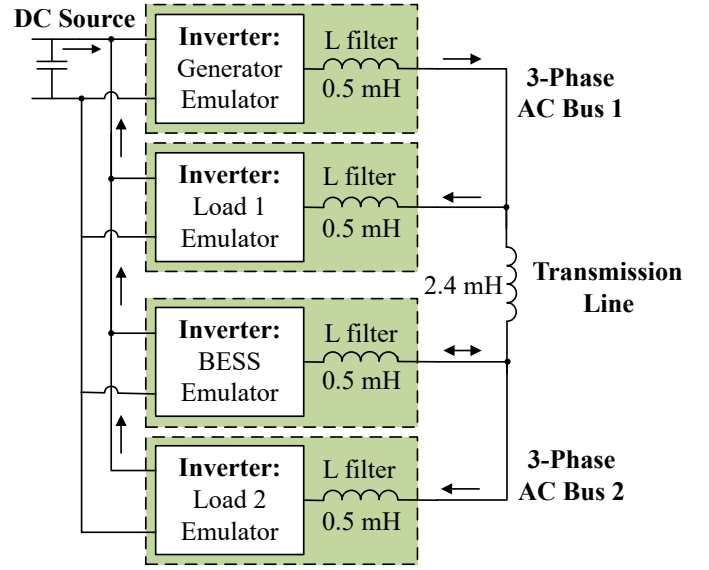 DC Source
Inverter:
Generator
Emulator
L filter
0.5 mH
3-Phase
AC Bus 1
Inverter:
Load 1
Emulator
L filter
0.5 mH
2.4 mH
Transmission
Line
Inverter:
BESS
Emulator
L filter
0.5 mH
Inverter:
Load 2
Emulator
L filter
0.5 mH
3-Phase
AC Bus 2